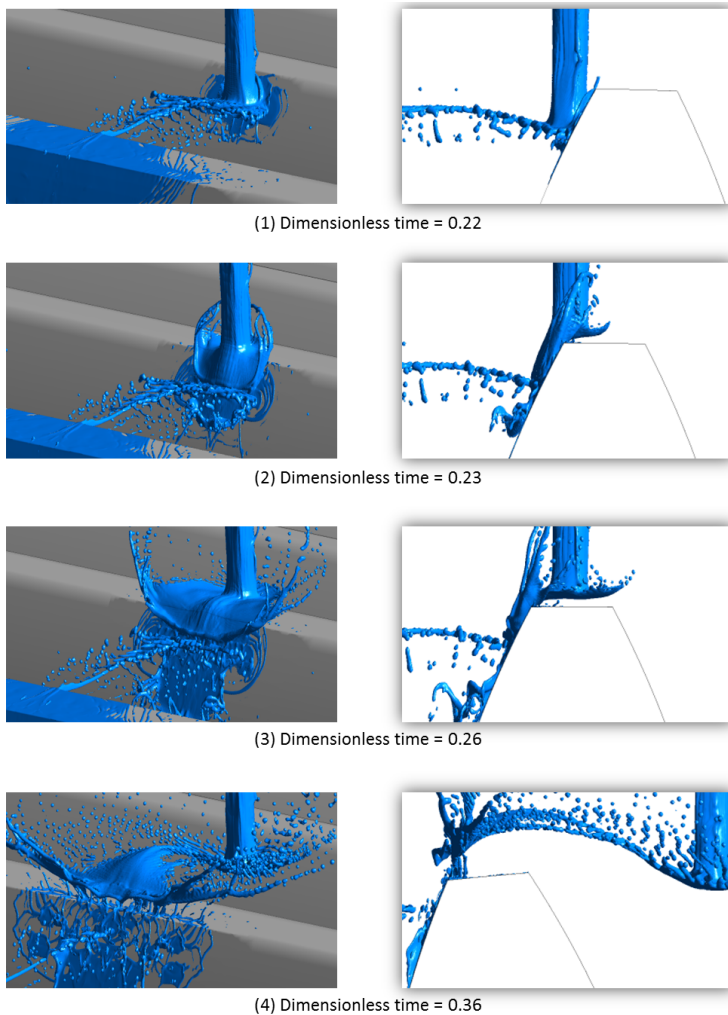 (1) Dimensionless time = 0.22
(2) Dimensionless time = 0.23
(3) Dimensionless time = 0.26
(4) Dimensionless time = 0.36